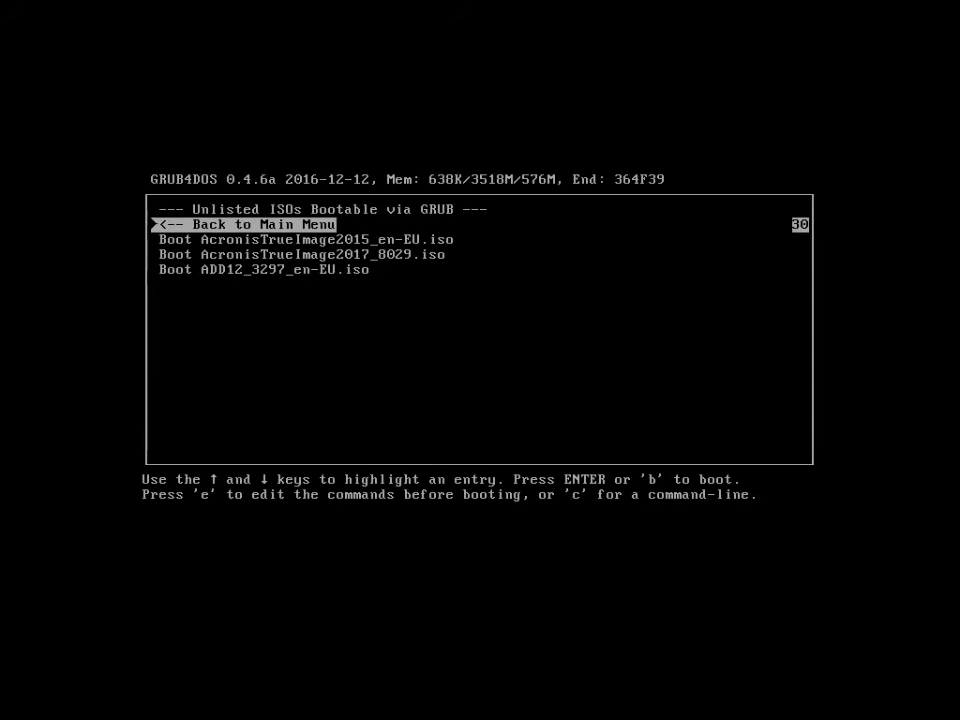 GRUB4DOS 0.4.6a 2016-12-12, Mem: 638K/3518M/576M, End: 364F39
--- Unlisted ISOs Bootable via GRUB ---
<-- Back to Main Menu 30
Boot AcronisTrueImage2015_en-EU.iso
Boot AcronisTrueImage2017_8029.iso
Boot ADD12_3297_en-EU.iso
Use the ↑ and ↓ keys to highlight an entry. Press ENTER or 'b' to boot.
Press 'e' to edit the commands before booting, or 'c' for a command-line.